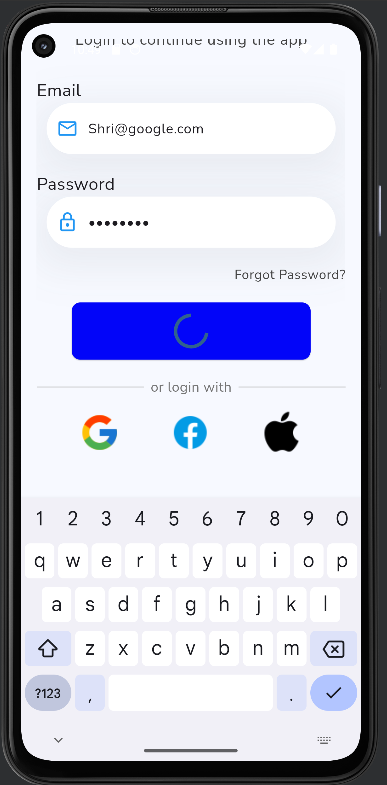 Login to continue using the app
Email
Shri@google.com
Password
••••••••
Forgot Password?
or login with
1 2 3 4 5 6 7 8 9 0
q w e r t y u i o p
a s d f g h j k l
z x c v b n m
?123 , .